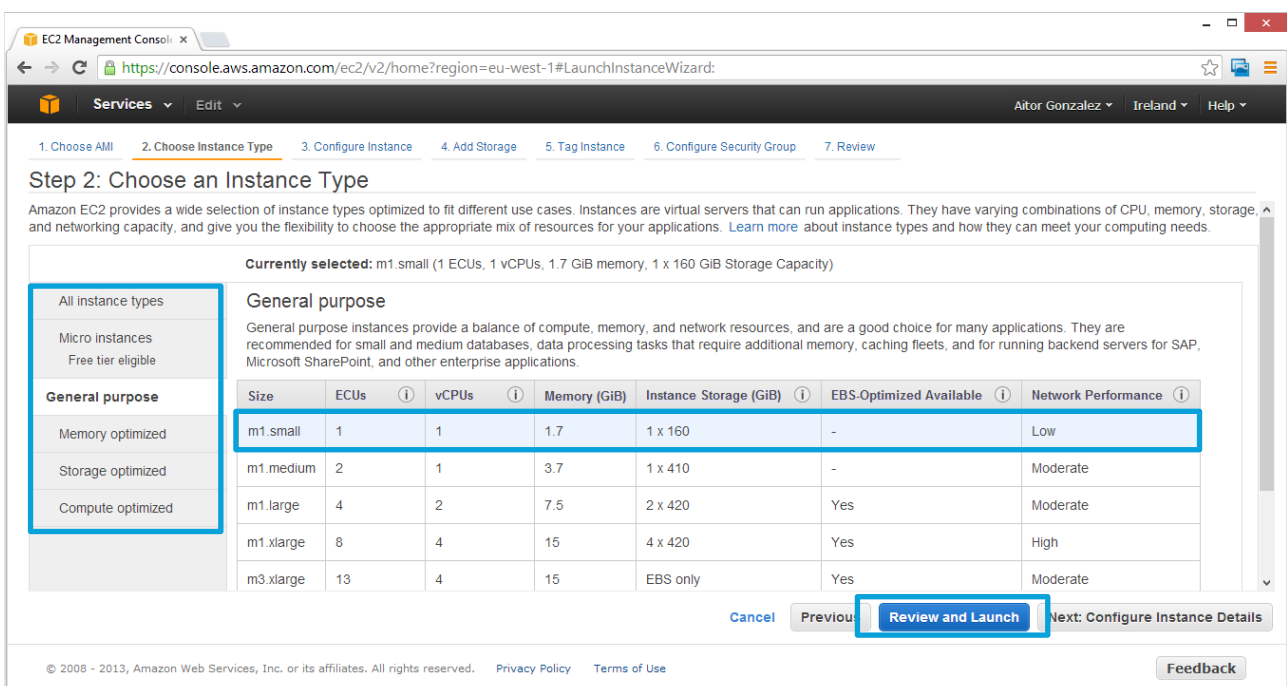 EC2 Management Consol
https://console.aws.amazon.com/ec2/v2/home?region=eu-west-1#LaunchInstanceWizard:
Services Edit Aitor Gonzalez Ireland Help
1. Choose AMI 2. Choose Instance Type 3. Configure Instance 4. Add Storage 5. Tag Instance 6. Configure Security Group 7. Review
Step 2: Choose an Instance Type
Amazon EC2 provides a wide selection of instance types optimized to fit different use cases. Instances are virtual servers that can run applications. They have varying combinations of CPU, memory, storage,
and networking capacity, and give you the flexibility to choose the appropriate mix of resources for your applications. Learn more about instance types and how they can meet your computing needs.
Currently selected: m1.small (1 ECUs, 1 vCPUs, 1.7 GiB memory, 1 x 160 GiB Storage Capacity)
All instance types
Micro instances
Free tier eligible
General purpose
Memory optimized
Storage optimized
Compute optimized
General purpose
General purpose instances provide a balance of compute, memory, and network resources, and are a good choice for many applications. They are
recommended for small and medium databases, data processing tasks that require additional memory, caching fleets, and for running backend servers for SAP,
Microsoft SharePoint, and other enterprise applications.
Size ECUs vCPUs Memory (GiB) Instance Storage (GiB) EBS-Optimized Available Network Performance
m1.small 1 1 1.7 1 x 160 - Low
m1.medium 2 1 3.7 1 x 410 - Moderate
m1.large 4 2 7.5 2 x 420 Yes Moderate
m1.xlarge 8 4 15 4 x 420 Yes High
m3.xlarge 13 4 15 EBS only Yes Moderate
Cancel Previous Review and Launch Next: Configure Instance Details
© 2008 - 2013, Amazon Web Services, Inc. or its affiliates. All rights reserved. Privacy Policy Terms of Use Feedback